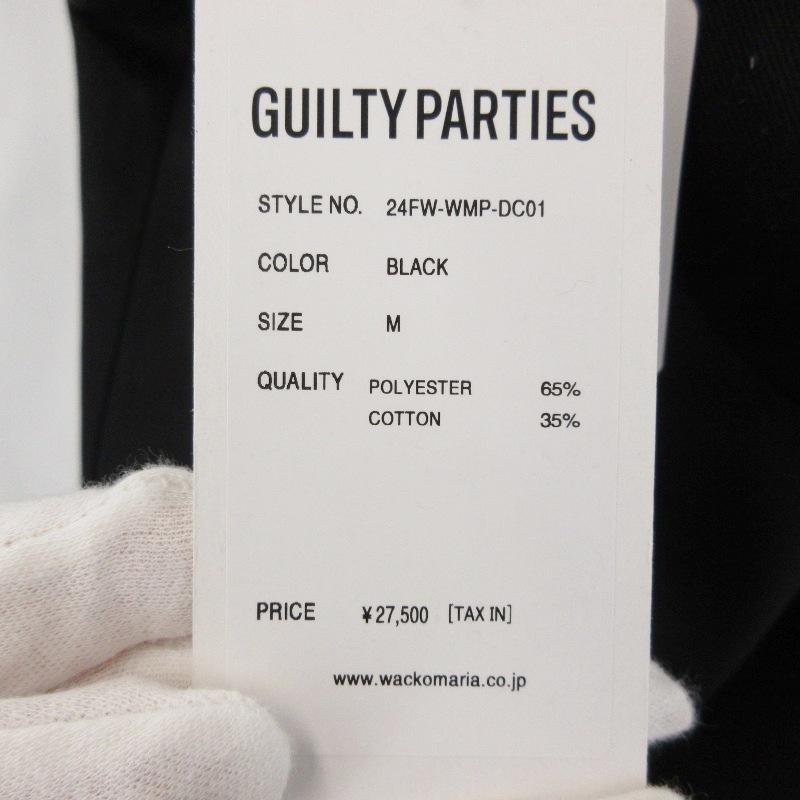 GUILTY PARTIES
STYLE NO. 24FW-WMP-DC01
COLOR BLACK
SIZE M
QUALITY POLYESTER 65%
COTTON 35%
PRICE ¥27,500 [TAX IN]
www.wackomaria.co.jp